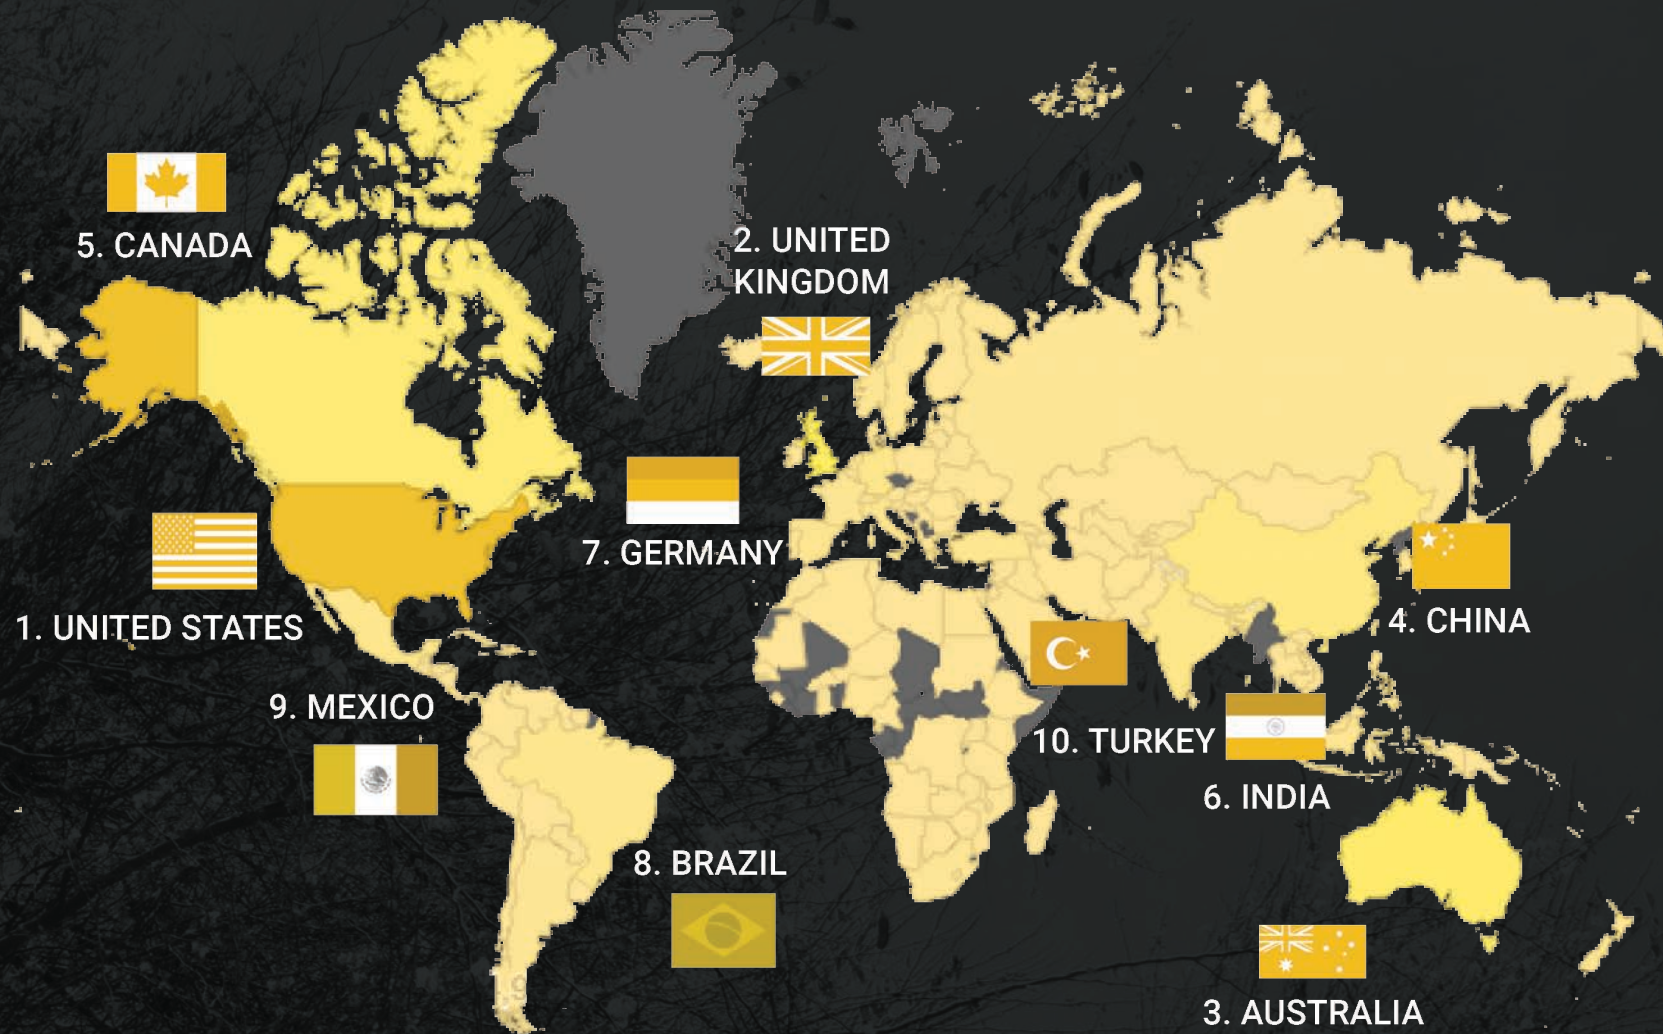 5. CANADA
2. UNITED
KINGDOM
7. GERMANY
1. UNITED STATES
4. CHINA
9. MEXICO
10. TURKEY
6. INDIA
8. BRAZIL
3. AUSTRALIA